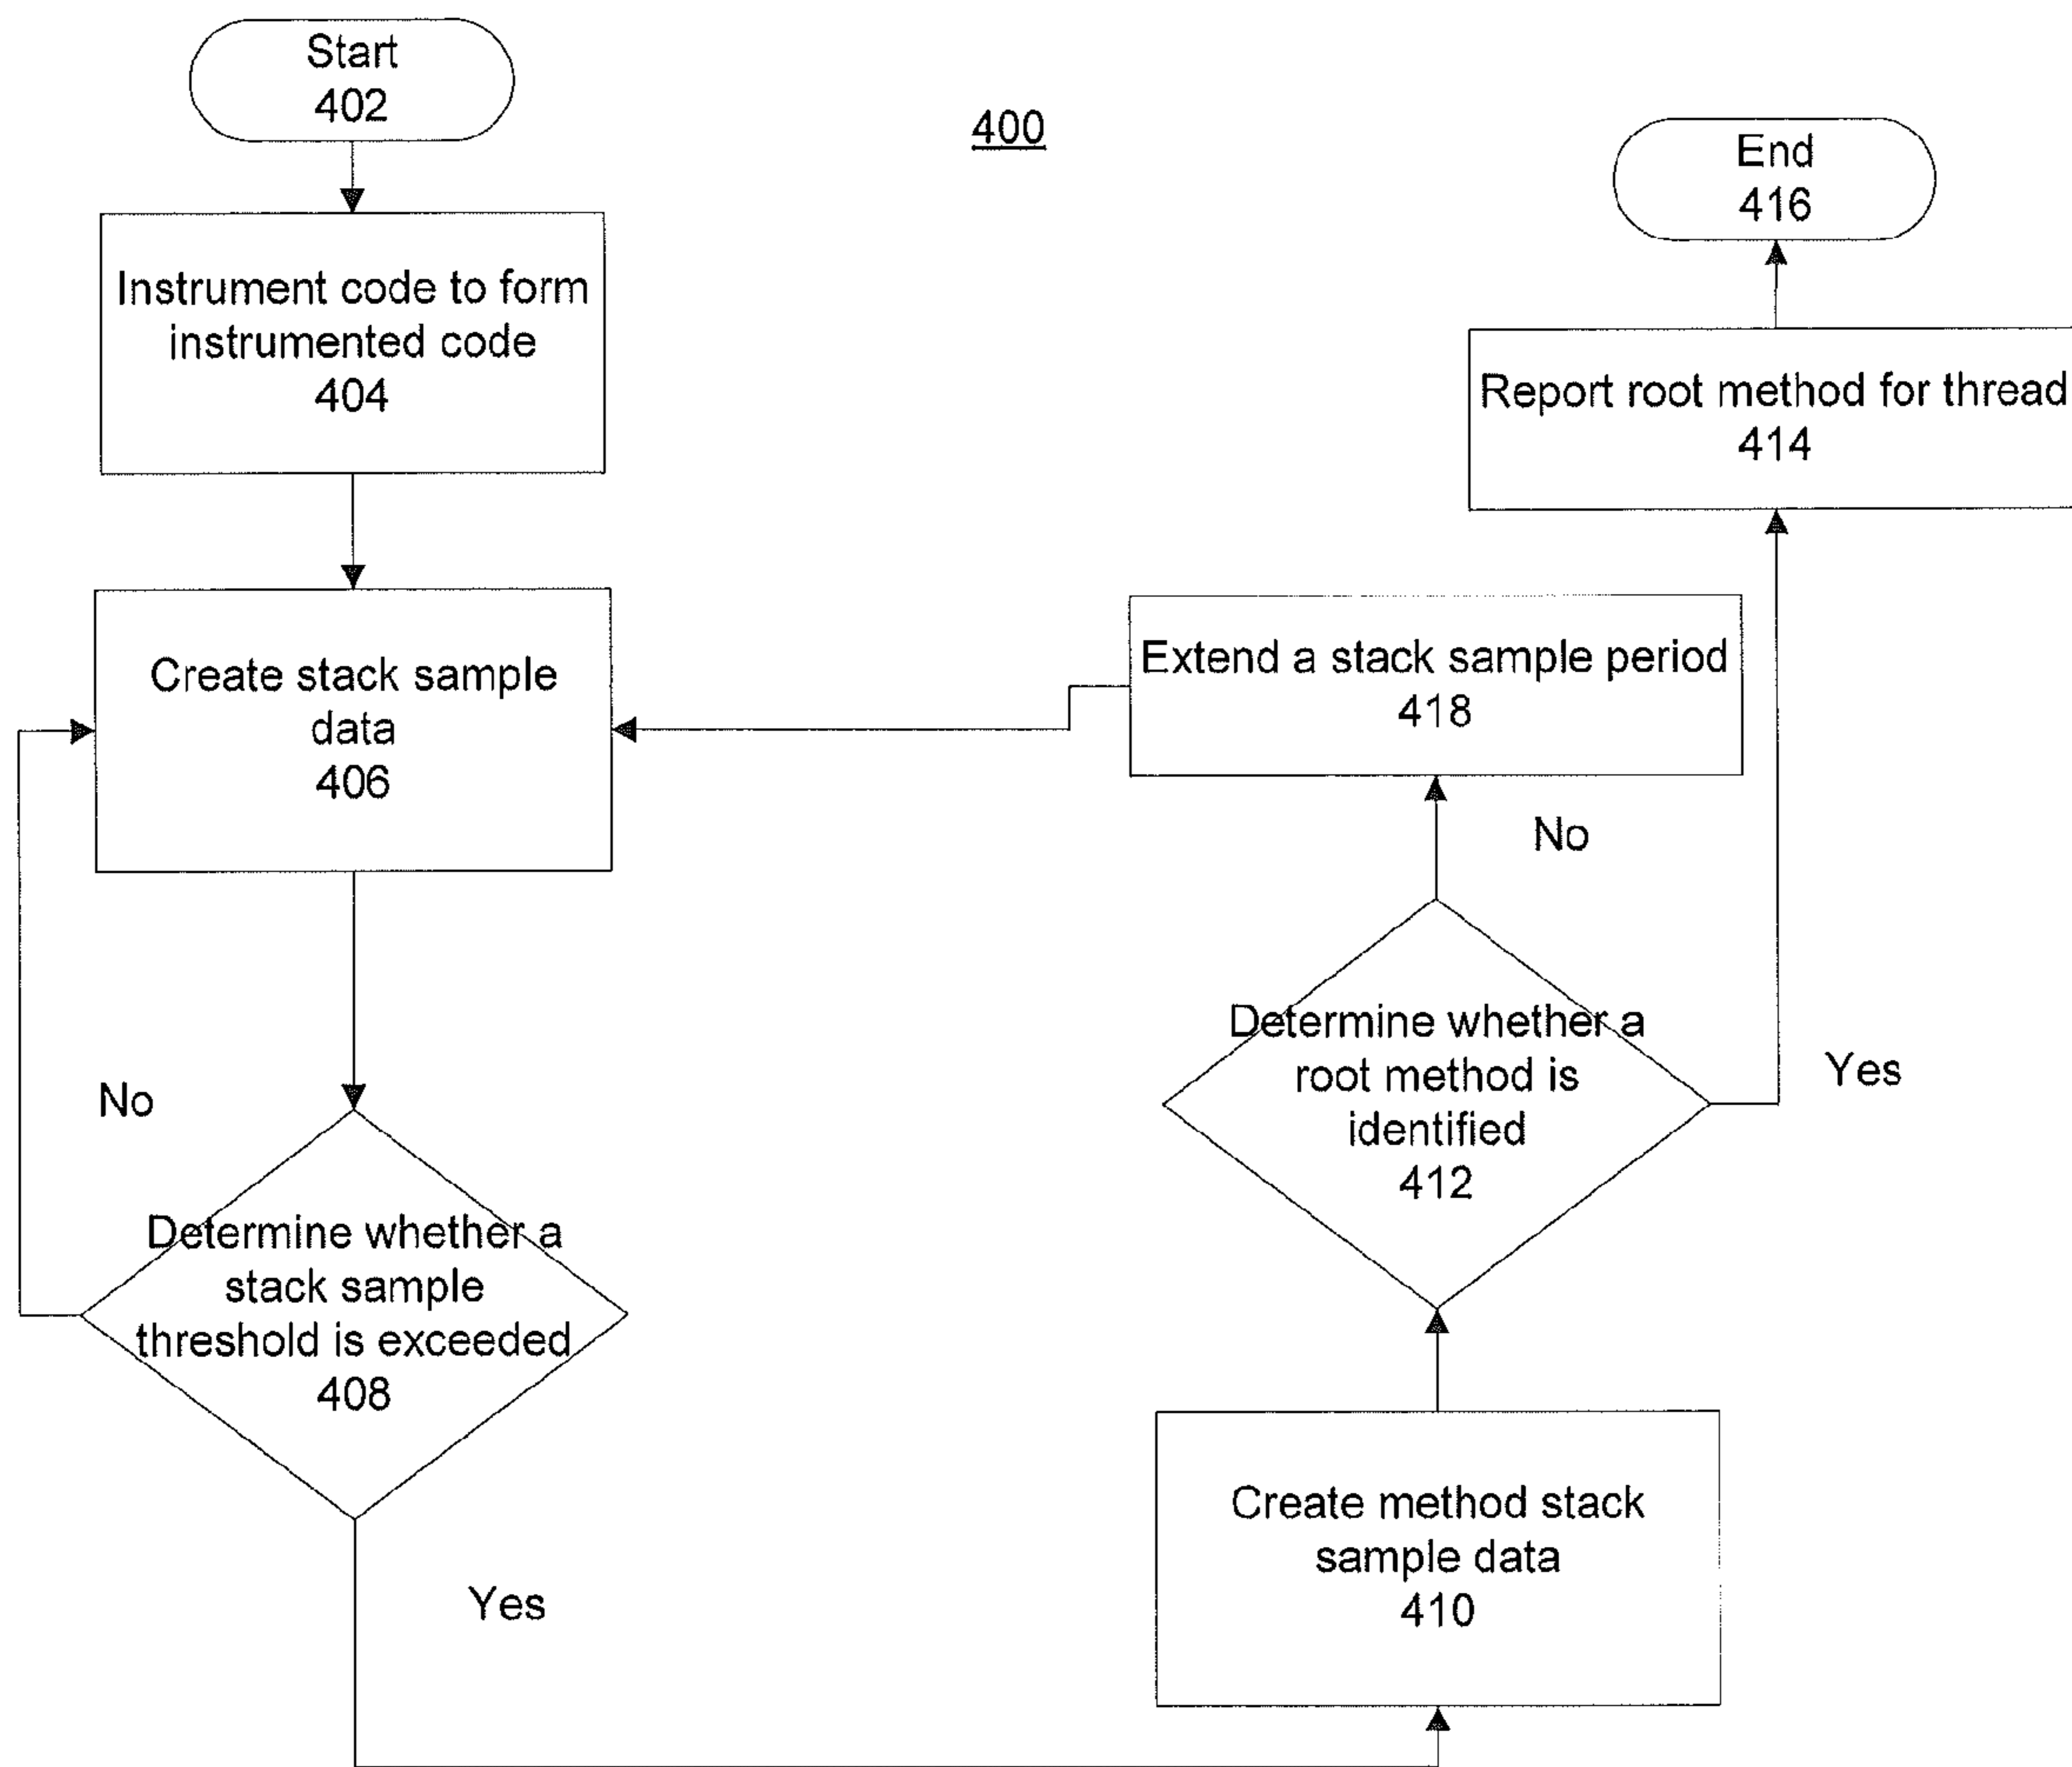 Start
402
400
Instrument code to form
instrumented code
404
Create stack sample
data
406
No
Determine whether a
stack sample
threshold is exceeded
408
Yes
Create method stack
sample data
410
Determine whether a
root method is
identified
412
No
Extend a stack sample period
418
Yes
Report root method for thread
414
End
416